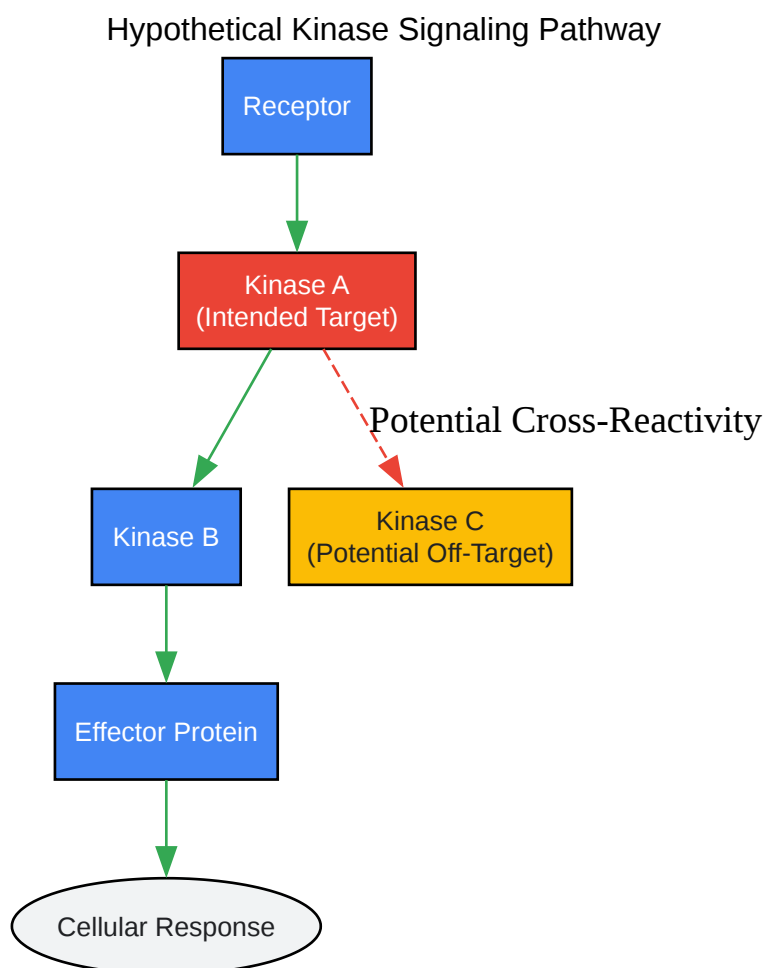 Hypothetical Kinase Signaling Pathway
Receptor
Kinase A
(Intended Target)
Potential Cross-Reactivity
Kinase B
Kinase C
(Potential Off-Target)
Effector Protein
Cellular Response